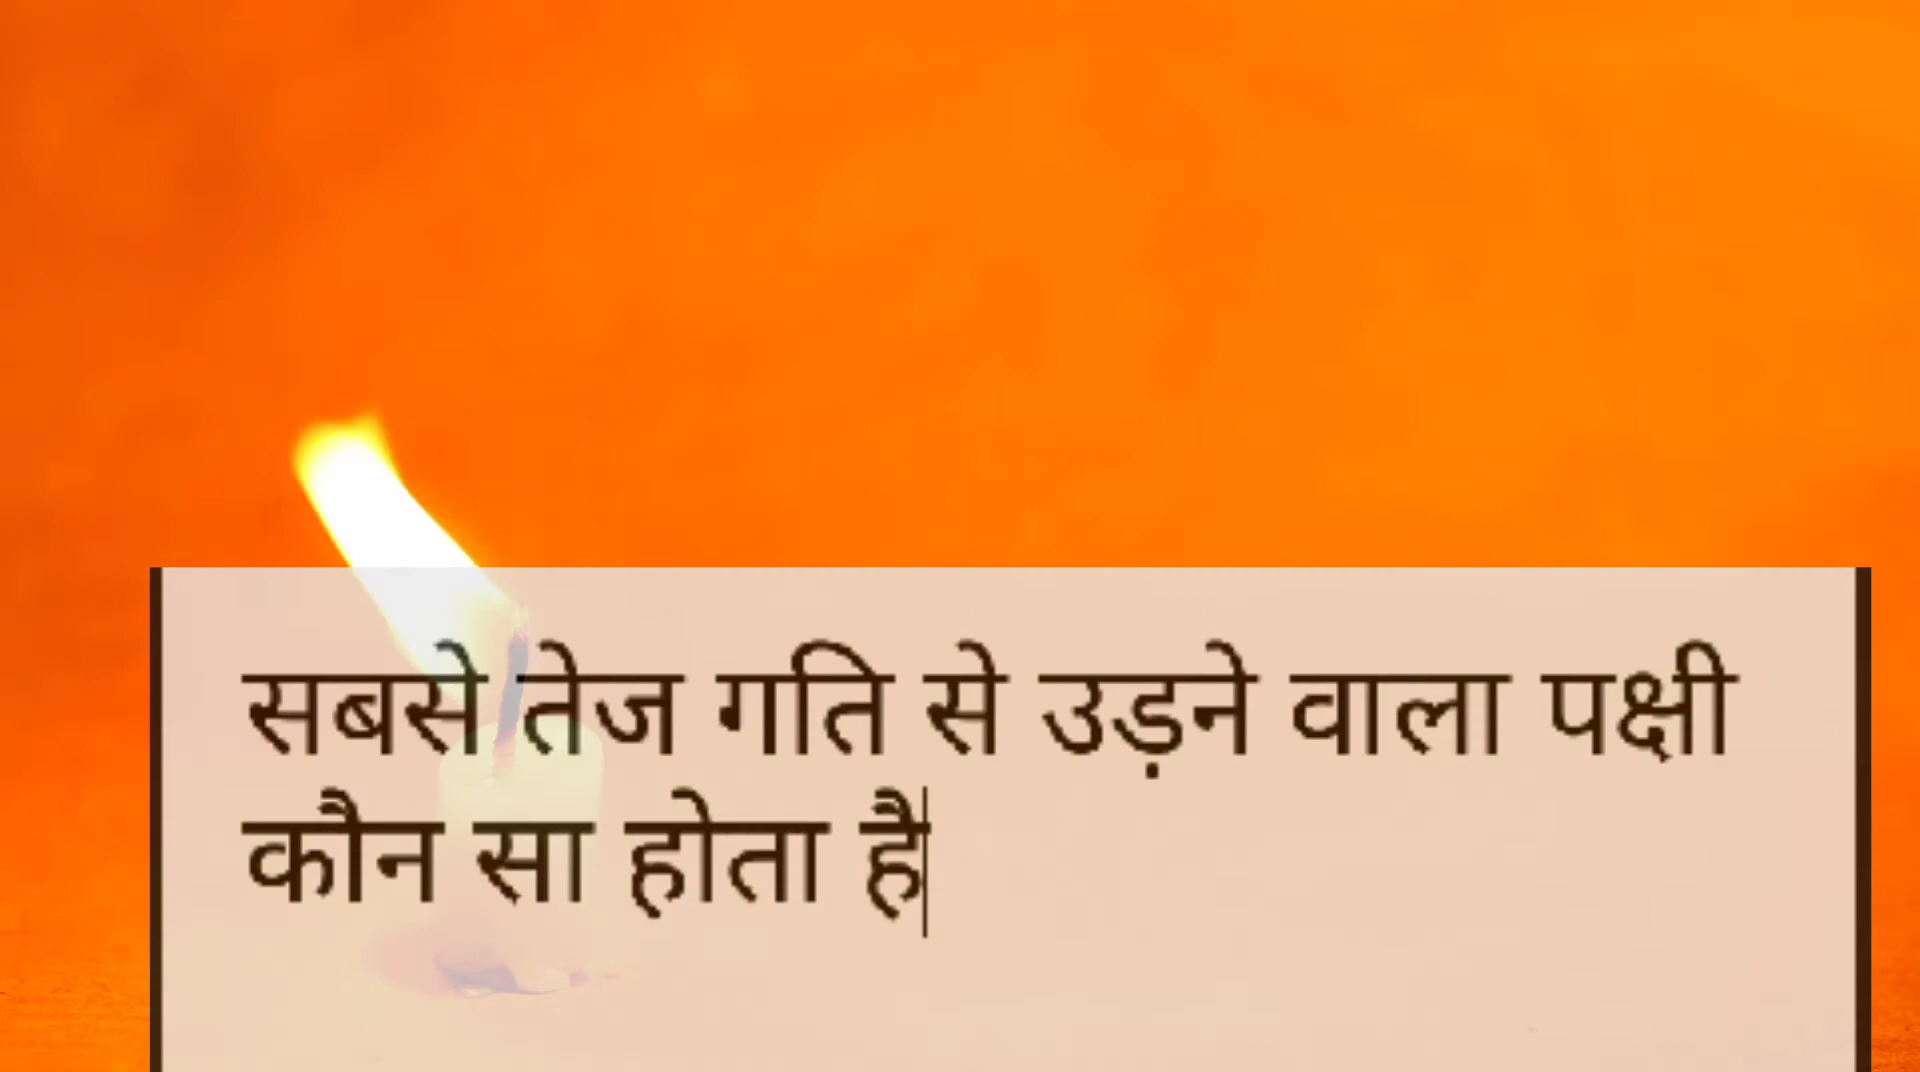 सबसे तेज गति से उड़ने वाला पक्षी
कौन सा होता है